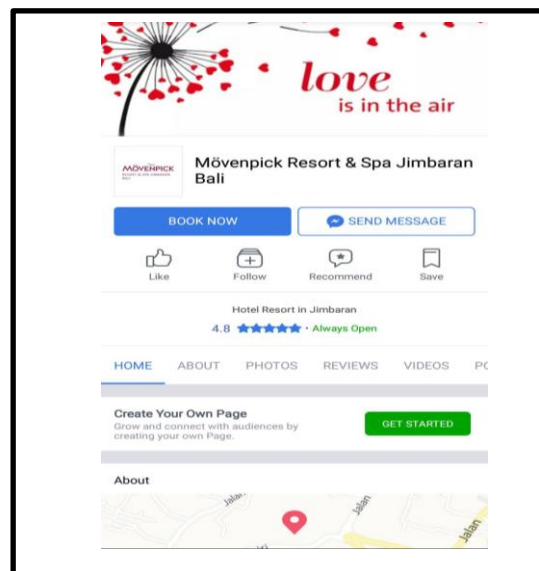 love
is in the air
MÖVENPICK
Mövenpick Resort & Spa Jimbaran
Bali
BOOK NOW
SEND MESSAGE
Like
Follow
Recommend
Save
Hotel Resort in Jimbaran
4.8 · Always Open
HOME ABOUT PHOTOS REVIEWS VIDEOS PO
Create Your Own Page
Grow and connect with audiences by
creating your own Page.
GET STARTED
About
Jalan
Jalan
Jalan